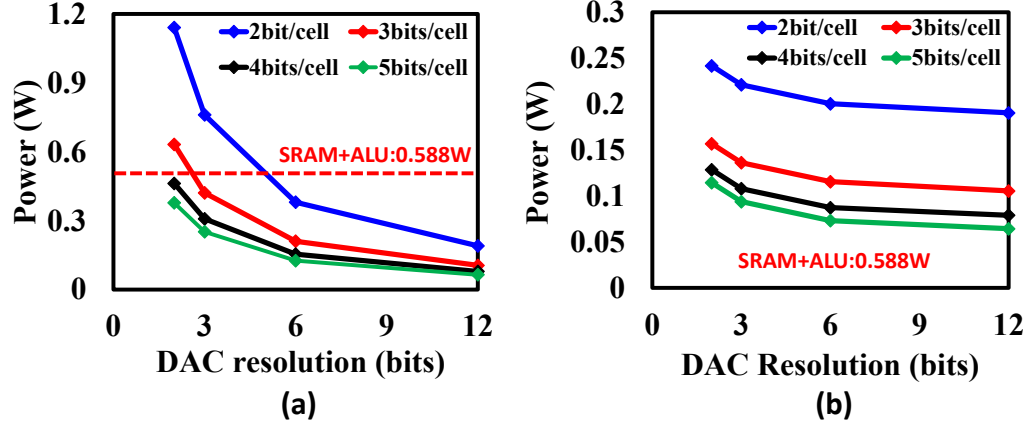 1.2
0.9
0.6
0.3
0
Power (W)
2bit/cell
3bits/cell
4bits/cell
5bits/cell
SRAM+ALU:0.588W
0
3
6
9
12
DAC resolution (bits)
(a)
0.3
0.25
0.2
0.15
0.1
0.05
0
Power (W)
2bit/cell
3bits/cell
4bits/cell
5bits/cell
SRAM+ALU:0.588W
0
3
6
9
12
DAC Resolution (bits)
(b)